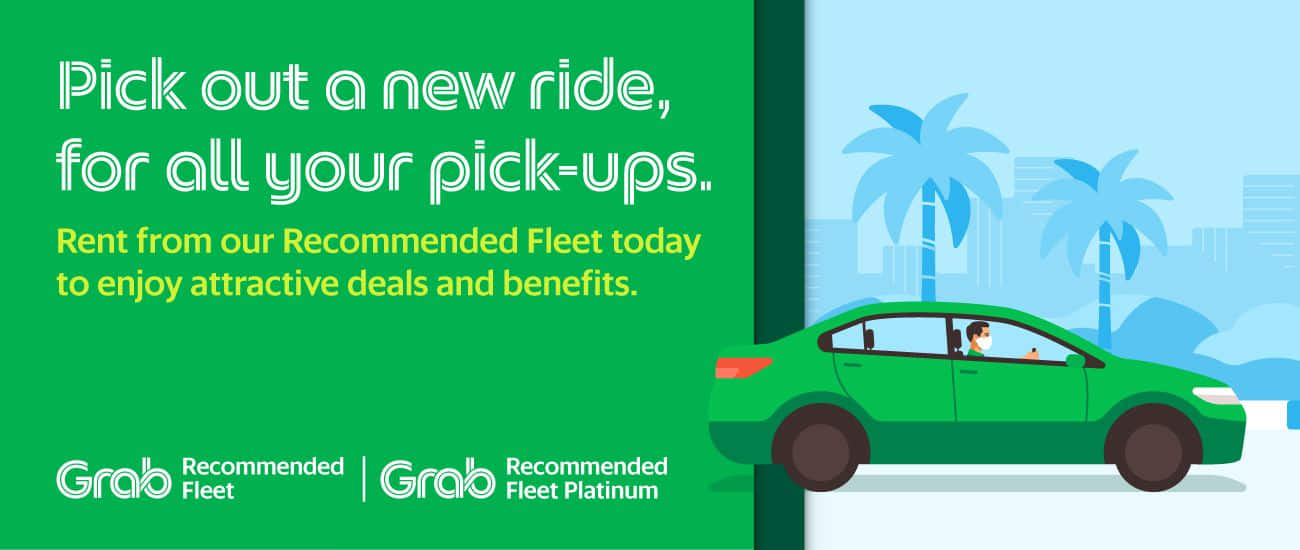 Pick out a new ride,
for all your pick-ups.
Rent from our Recommended Fleet today
to enjoy attractive deals and benefits.
Grab Recommended
Fleet
Grab Recommended
Fleet Platinum